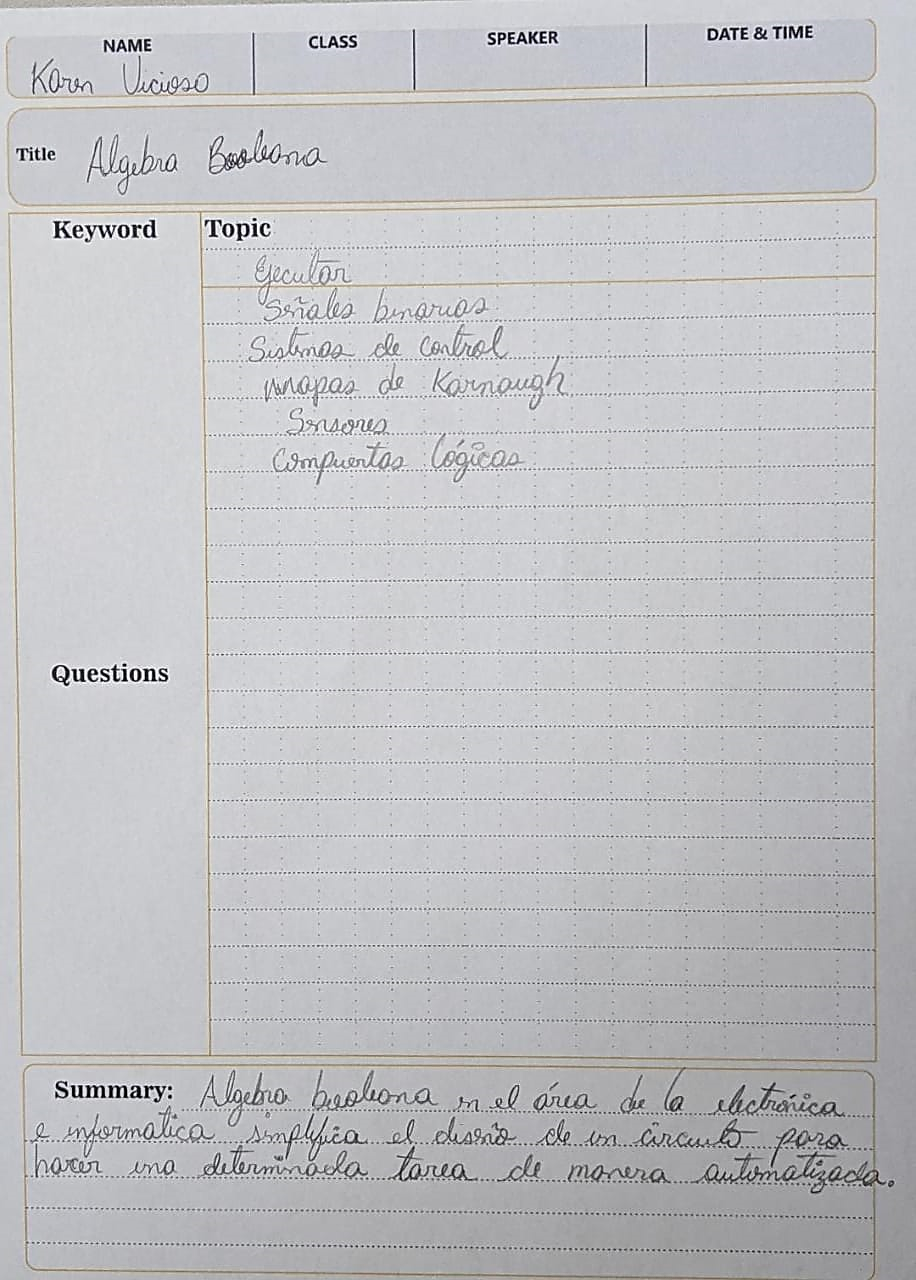 NAME CLASS SPEAKER DATE & TIME
Karen Vicioso
Title Algebra Booleana
Keyword Topic
Ejecutar
Señales binarias
Sistemas de control
mapas de Karnaugh
Sensores
Compuertas lógicas
Questions
Summary: Algebra booleana en el área de la electrónica
e informatica simplifica el diseño de un circuito para
hacer una determinada tarea de manera automatizada.